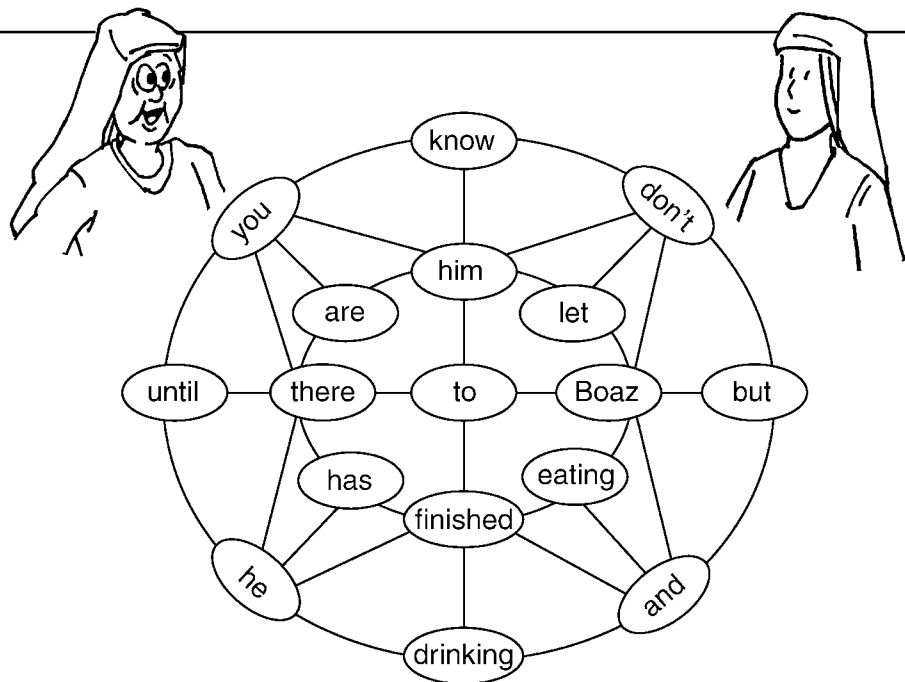 know
you
don't
him
are
let
until
there
to
Boaz
but
has
eating
finished
he
and
drinking